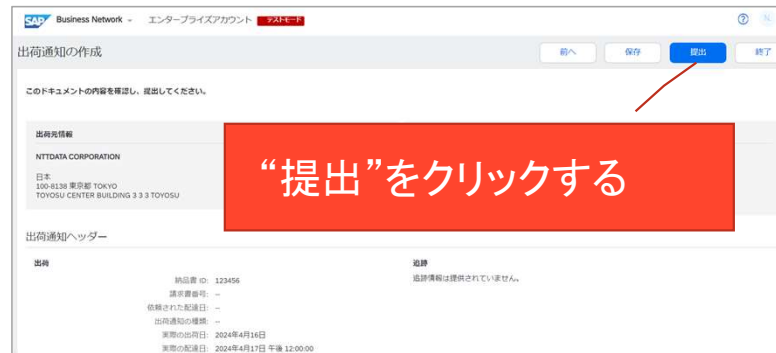 SAP Business Network エンタープライズアカウント テストモード
出荷通知の作成
前へ 保存 提出 終了
このドキュメントの内容を確認し、提出してください。
出荷元情報
NTTDATA CORPORATION
日本
100-8138 東京都 TOKYO
TOYOSU CENTER BUILDING 3 3 3 TOYOSU
“提出”をクリックする
出荷通知ヘッダー
出荷
納品書 ID: 123456
請求書番号: –
依頼された配達日: –
出荷通知の種類: –
実際の出荷日: 2024年4月16日
実際の配達日: 2024年4月17日 午後 12:00:00
追跡
追跡情報は提供されていません。